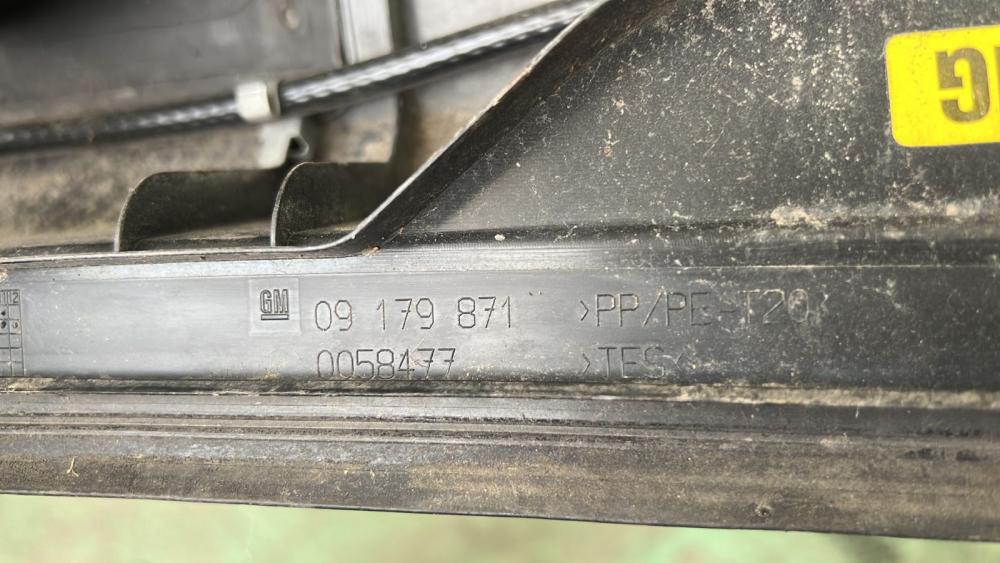 GM 09 179 871 >PP/PE-T20
0058477 >TES<
G